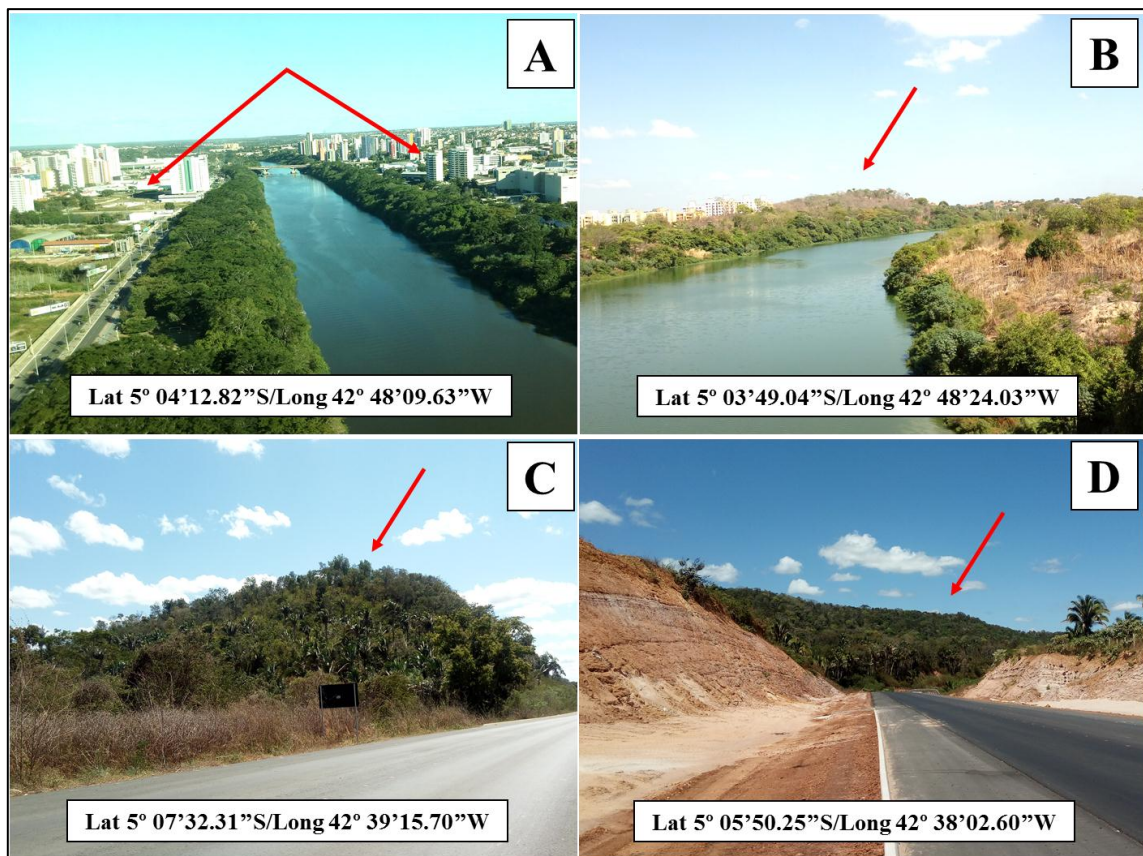 A
B
Lat 5º 04’12.82”S/Long 42º 48’09.63”W
Lat 5º 03’49.04”S/Long 42º 48’24.03”W
C
D
Lat 5º 07’32.31”S/Long 42º 39’15.70”W
Lat 5º 05’50.25”S/Long 42º 38’02.60”W